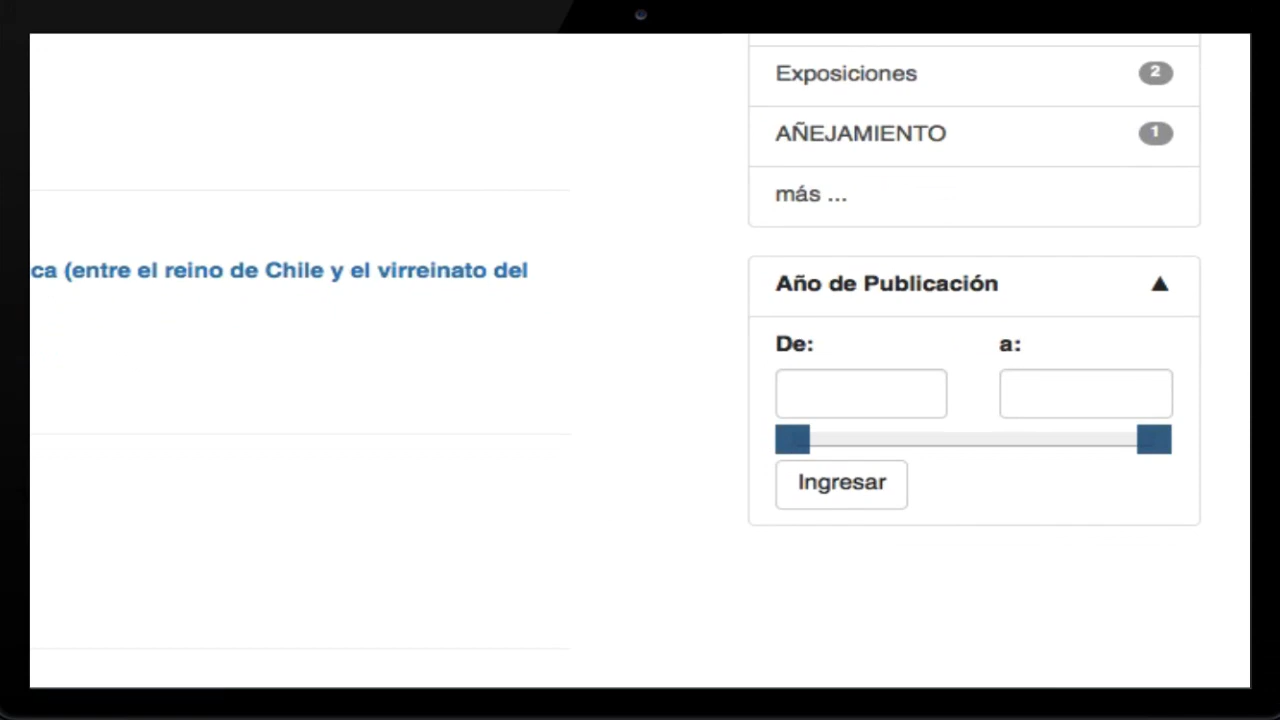 Exposiciones 2
AÑEJAMIENTO 1
más ...
ca (entre el reino de Chile y el virreinato del
Año de Publicación ▲
De: a:
Ingresar